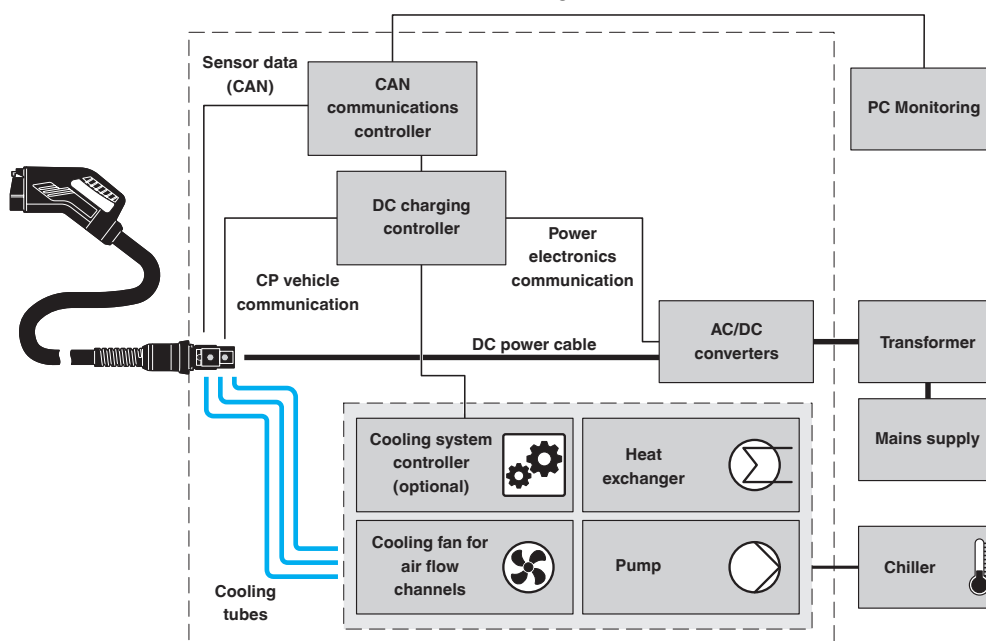 Sensor data
(CAN)
CAN
communications
controller
PC Monitoring
DC charging
controller
Power
electronics
communication
CP vehicle
communication
DC power cable
AC/DC
converters
Transformer
Mains supply
Cooling system
controller
(optional)
Heat
exchanger
Cooling fan for
air flow
channels
Pump
Chiller
Cooling
tubes